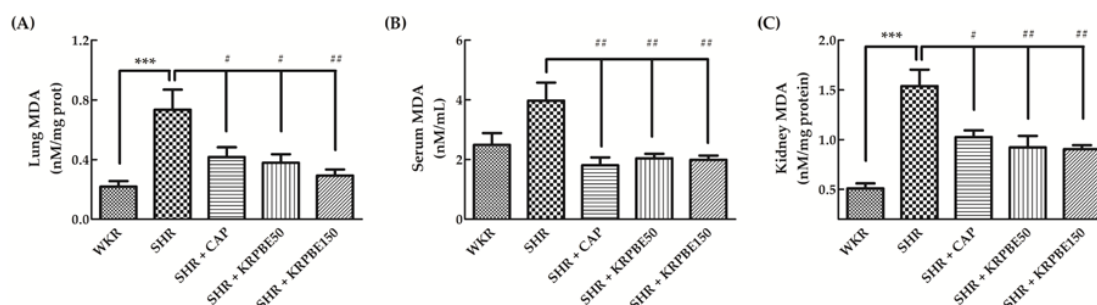 (A)
Lung MDA
(nM/mg prot)
1.2
0.8
0.4
0.0
***
#
#
##
WKR
SHR
SHR + CAP
SHR + KRPBE50
SHR + KRPBE150
(B)
Serum MDA
(nM/mL)
6
4
2
0
##
##
##
WKR
SHR
SHR + CAP
SHR + KRPBE50
SHR + KRPBE150
(C)
Kidney MDA
(nM/mg protein)
2.0
1.5
1.0
0.5
***
#
##
##
WKR
SHR
SHR + CAP
SHR + KRPBE50
SHR + KRPBE150